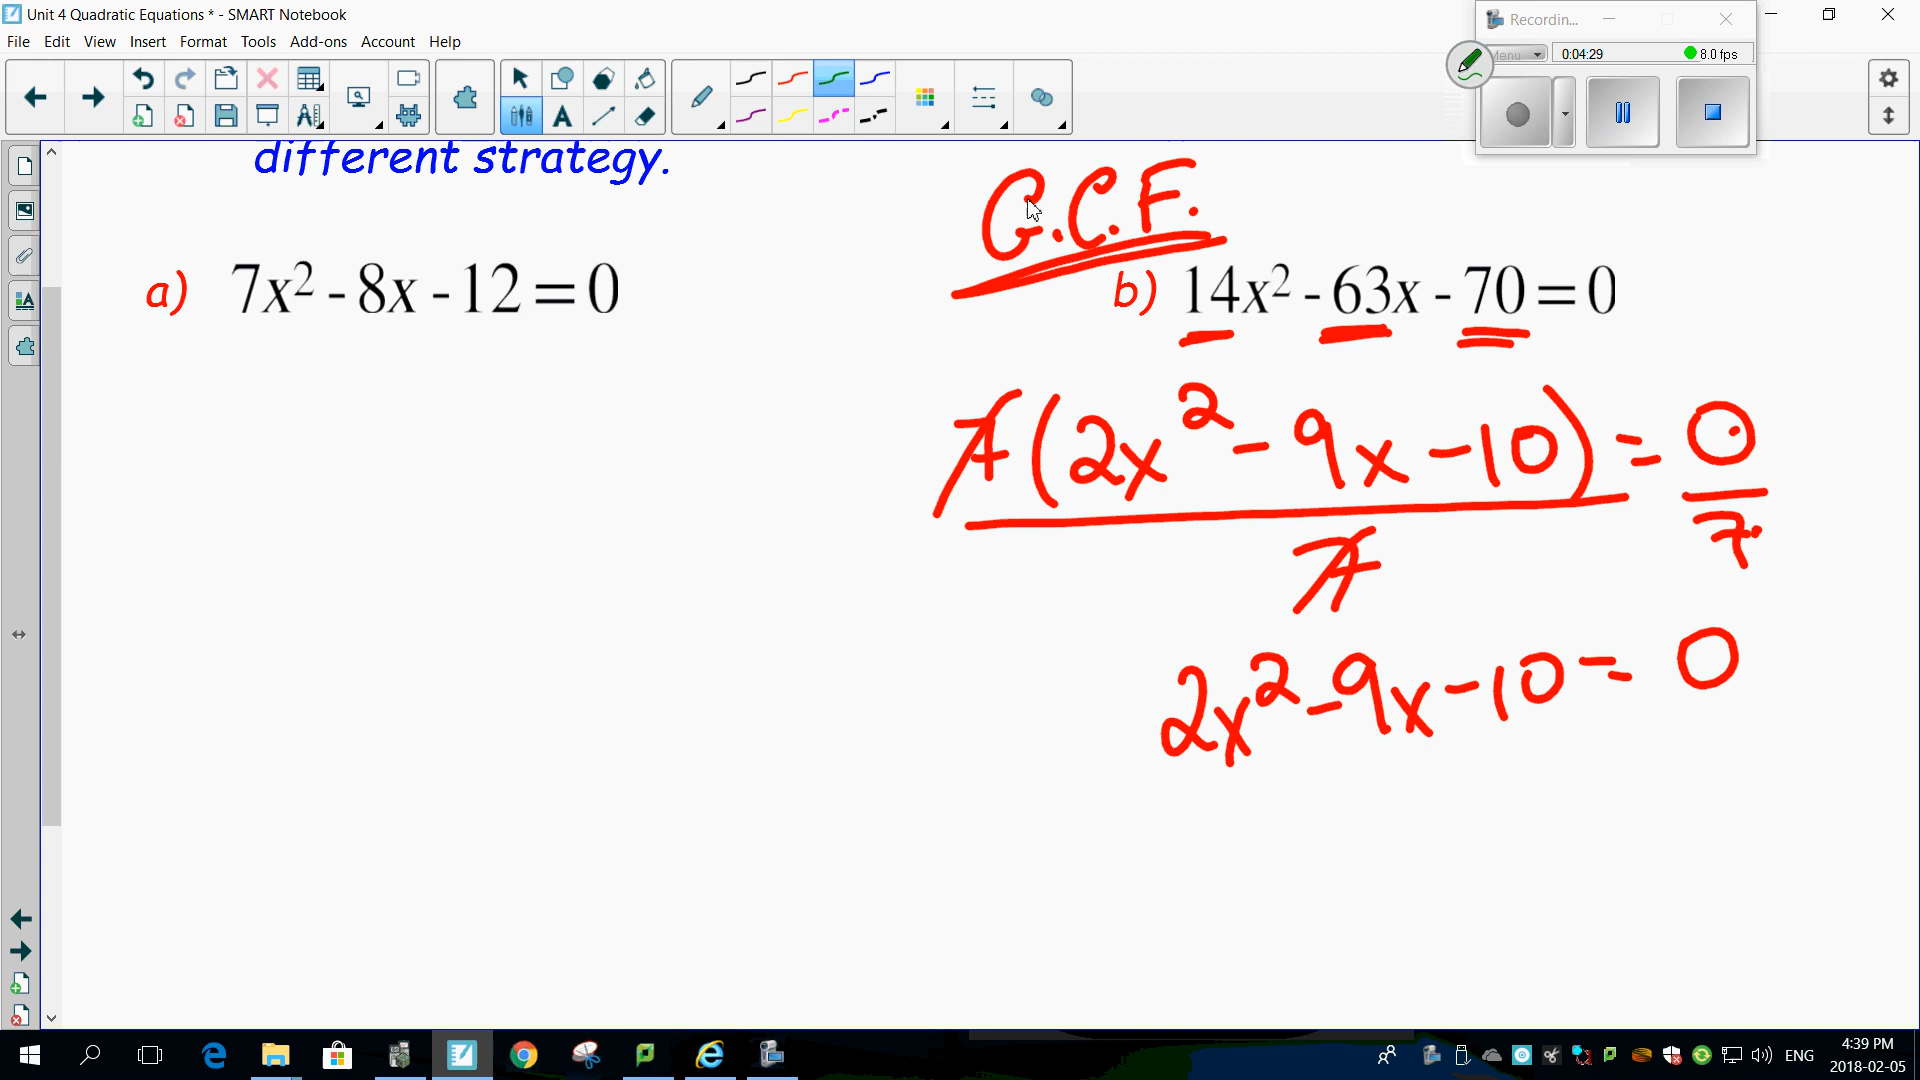 Unit 4 Quadratic Equations * - SMART Notebook
File Edit View Insert Format Tools Add-ons Account Help
Recordin...
Menu 0:04:29 8.0 fps
different strategy.
G.C.F.
a) 7x² - 8x - 12 = 0
b) 14x² - 63x - 70 = 0
7(2x² - 9x - 10) = 0
7 7
2x² - 9x - 10 = 0
ENG
4:39 PM
2018-02-05